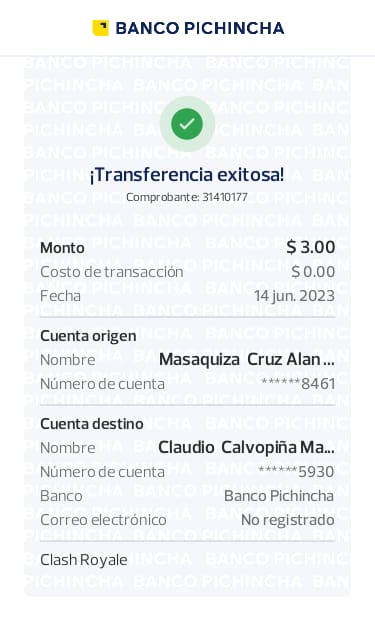 BANCO PICHINCHA
¡Transferencia exitosa!
Comprobante: 31410177
Monto $ 3.00
Costo de transacción $ 0.00
Fecha 14 jun. 2023
Cuenta origen
Nombre Masaquiza Cruz Alan ...
Número de cuenta ******8461
Cuenta destino
Nombre Claudio Calvopiña Ma...
Número de cuenta ******5930
Banco Banco Pichincha
Correo electrónico No registrado
Clash Royale